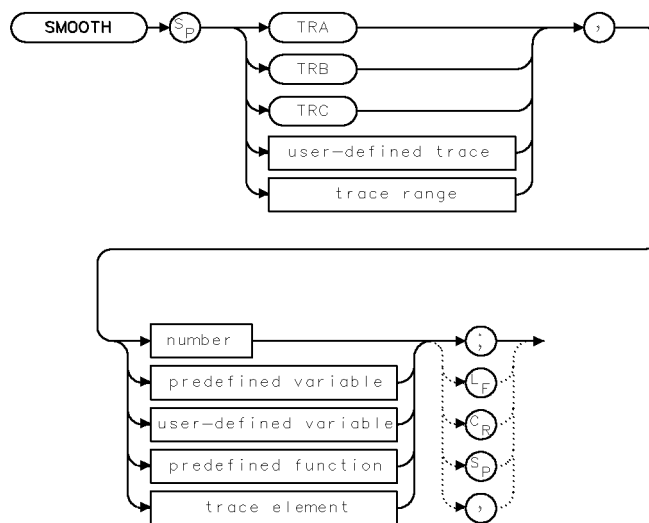 SMOOTH SP TRA ,
TRB
TRC
user-defined trace
trace range
number ;
predefined variable LF
user-defined variable CR
predefined function SP
trace element ,